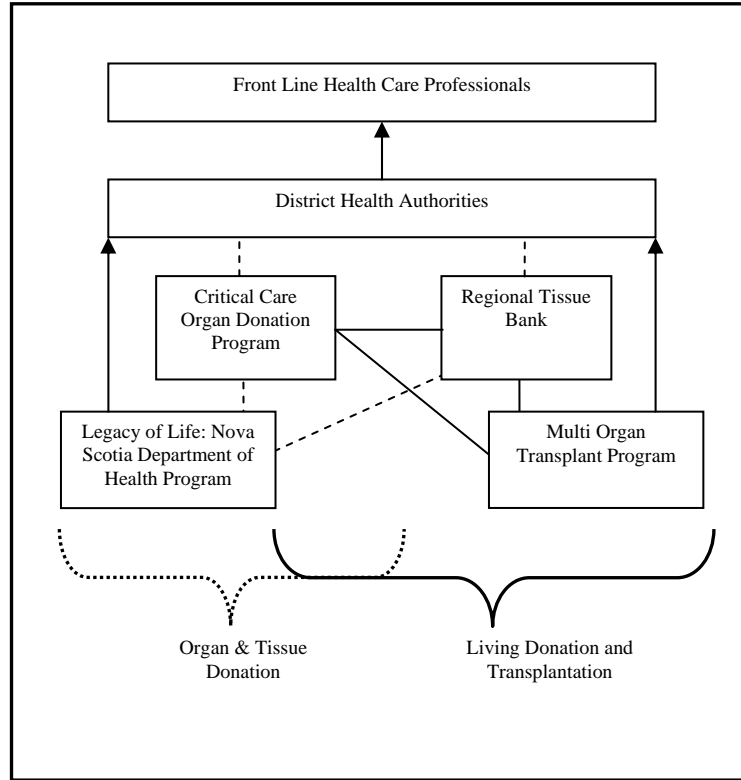 Front Line Health Care Professionals
District Health Authorities
Critical Care
Organ Donation
Program
Regional Tissue
Bank
Legacy of Life: Nova
Scotia Department of
Health Program
Multi Organ
Transplant Program
Organ & Tissue
Donation
Living Donation and
Transplantation